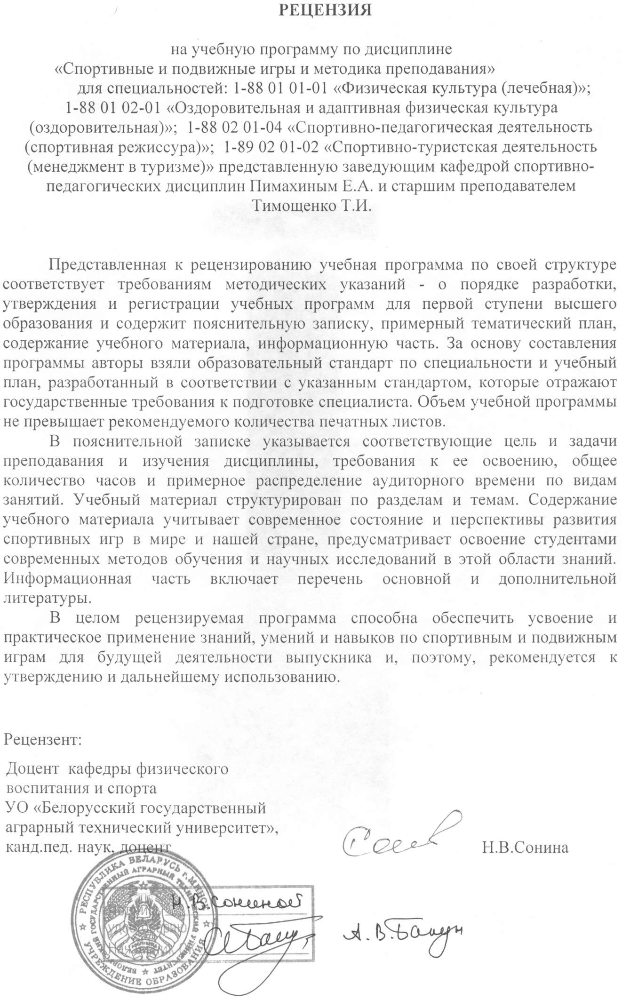 РЕЦЕНЗИЯ
на учебную программу по дисциплине
«Спортивные и подвижные игры и методика преподавания»
для специальностей: 1-88 01 01-01 «Физическая культура (лечебная)»;
1-88 01 02-01 «Оздоровительная и адаптивная физическая культура
(оздоровительная)»;  1-88 02 01-04 «Спортивно-педагогическая деятельность
(спортивная режиссура)»;  1-89 02 01-02 «Спортивно-туристская деятельность
(менеджмент в туризме)» представленную заведующим кафедрой спортивно-
педагогических дисциплин Пимахиным Е.А. и старшим преподавателем
Тимощенко Т.И.
Представленная к рецензированию учебная программа по своей структуре
соответствует требованиям методических указаний - о порядке разработки,
утверждения и регистрации учебных программ для первой ступени высшего
образования и содержит пояснительную записку, примерный тематический план,
содержание учебного материала, информационную часть. За основу составления
программы авторы взяли образовательный стандарт по специальности и учебный
план, разработанный в соответствии с указанным стандартом, которые отражают
государственные требования к подготовке специалиста. Объем учебной программы
не превышает рекомендуемого количества печатных листов.
В пояснительной записке указывается соответствующие цель и задачи
преподавания и изучения дисциплины, требования к ее освоению, общее
количество часов и примерное распределение аудиторного времени по видам
занятий. Учебный материал структурирован по разделам и темам. Содержание
учебного материала учитывает современное состояние и перспективы развития
спортивных игр в мире и нашей стране, предусматривает освоение студентами
современных методов обучения и научных исследований в этой области знаний.
Информационная часть включает перечень основной и дополнительной
литературы.
В целом рецензируемая программа способна обеспечить усвоение и
практическое применение знаний, умений и навыков по спортивным и подвижным
играм для будущей деятельности выпускника и, поэтому, рекомендуется к
утверждению и дальнейшему использованию.
Рецензент:
Доцент  кафедры физического
воспитания и спорта
УО «Белорусский государственный
аграрный технический университет»,
канд.пед. наук, доцент
Н.В.Сонина
РЕСПУБЛИКА БЕЛАРУСЬ г.МИНСК
УЧРЕЖДЕНИЕ ОБРАЗОВАНИЯ
ГОСУДАРСТВЕННЫЙ АГРАРНЫЙ ТЕХНИЧЕСКИЙ УНИВЕРСИТЕТ
Н.В. Сониной
А.В. Бацун